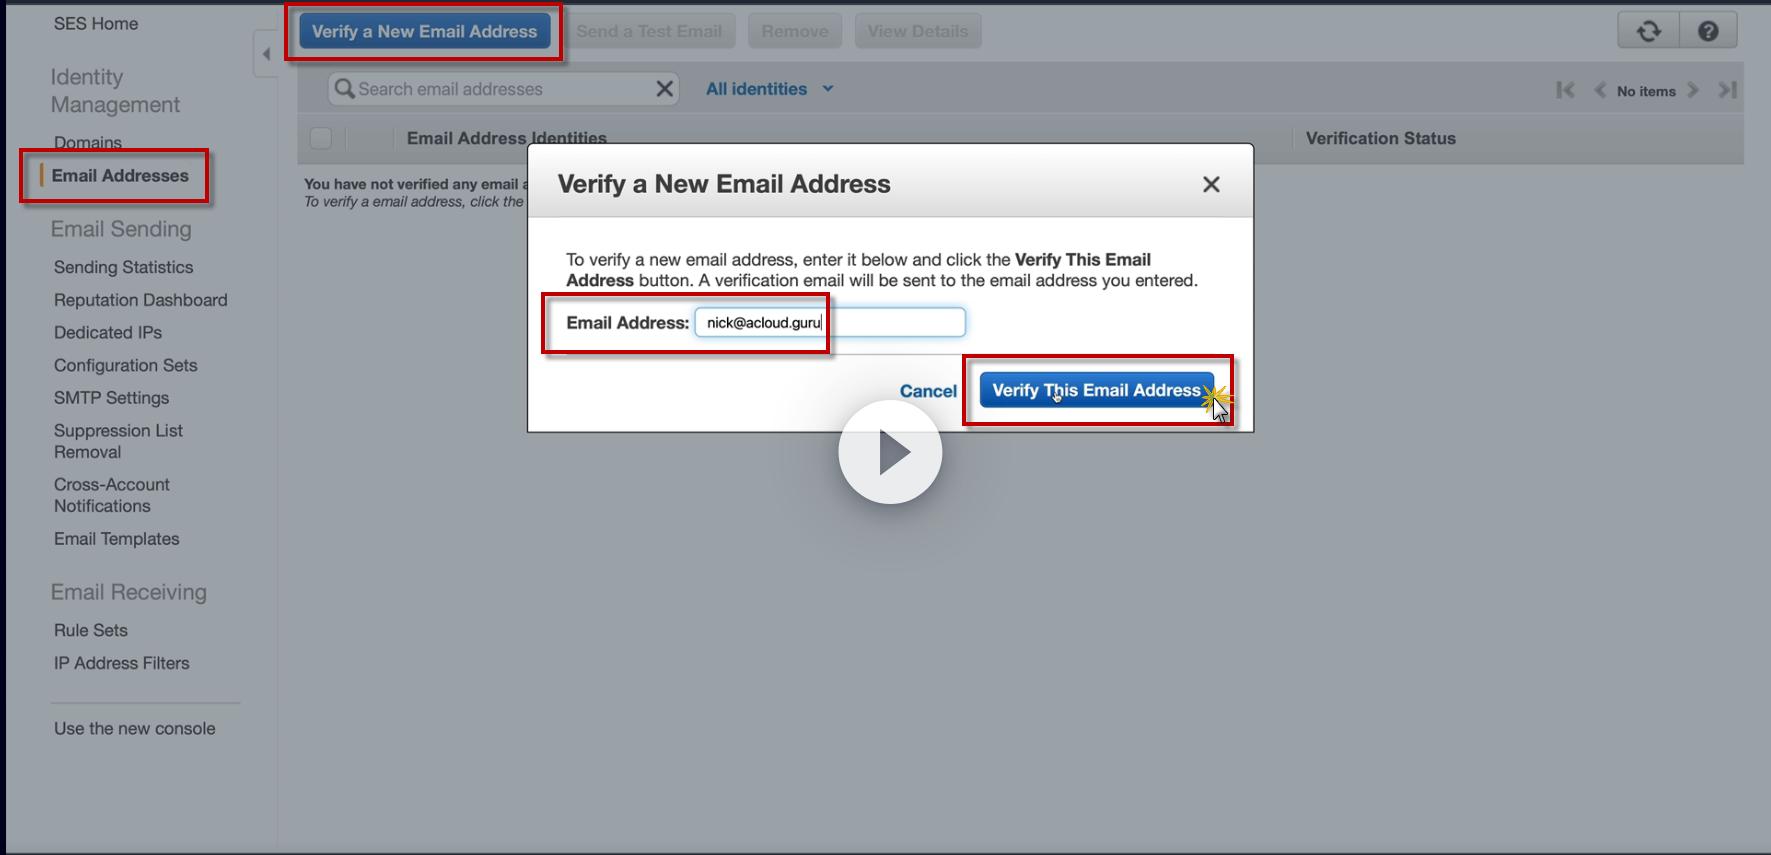 SES Home
Identity
Management
Domains
Email Addresses
Email Sending
Sending Statistics
Reputation Dashboard
Dedicated IPs
Configuration Sets
SMTP Settings
Suppression List
Removal
Cross-Account
Notifications
Email Templates
Email Receiving
Rule Sets
IP Address Filters
Use the new console
Verify a New Email Address
Send a Test Email
Remove
View Details
Search email addresses
All identities
No items
Email Address Identities
Verification Status
You have not verified any email a
To verify a email address, click the
Verify a New Email Address
To verify a new email address, enter it below and click the Verify This Email
Address button. A verification email will be sent to the email address you entered.
Email Address: nick@acloud.guru
Cancel
Verify This Email Address